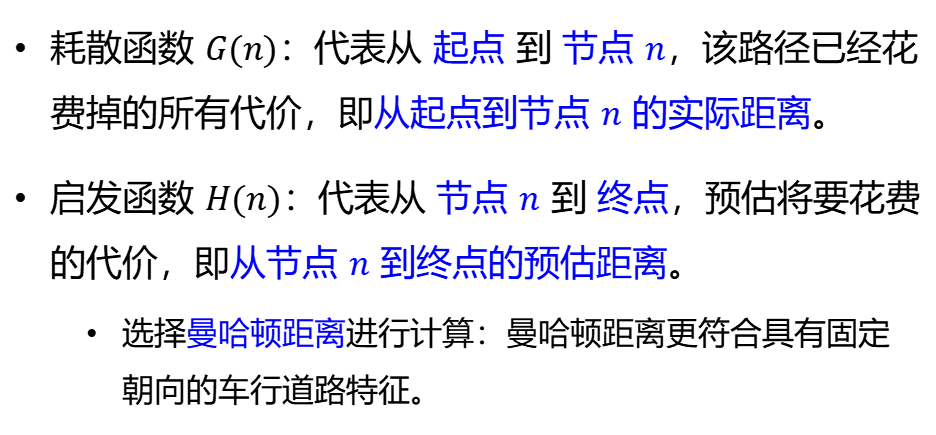 • 耗散函数 G(n)：代表从 起点 到 节点 n，该路径已经花
费掉的所有代价，即从起点到节点 n 的实际距离。
• 启发函数 H(n)：代表从 节点 n 到 终点，预估将要花费
的代价，即从节点 n 到终点的预估距离。
• 选择曼哈顿距离进行计算：曼哈顿距离更符合具有固定
朝向的车行道路特征。